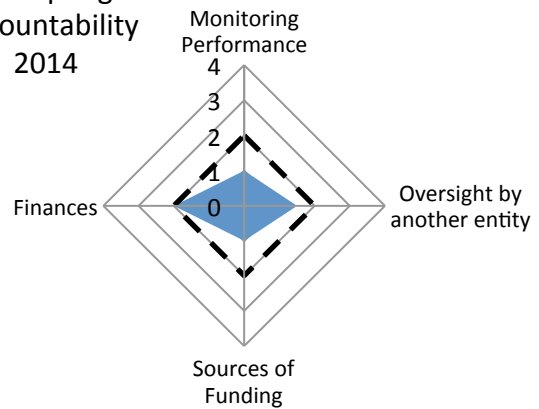 ountability
2014
Monitoring
Performance
4
3
2
1
0
Finances
Oversight by
another entity
Sources of
Funding